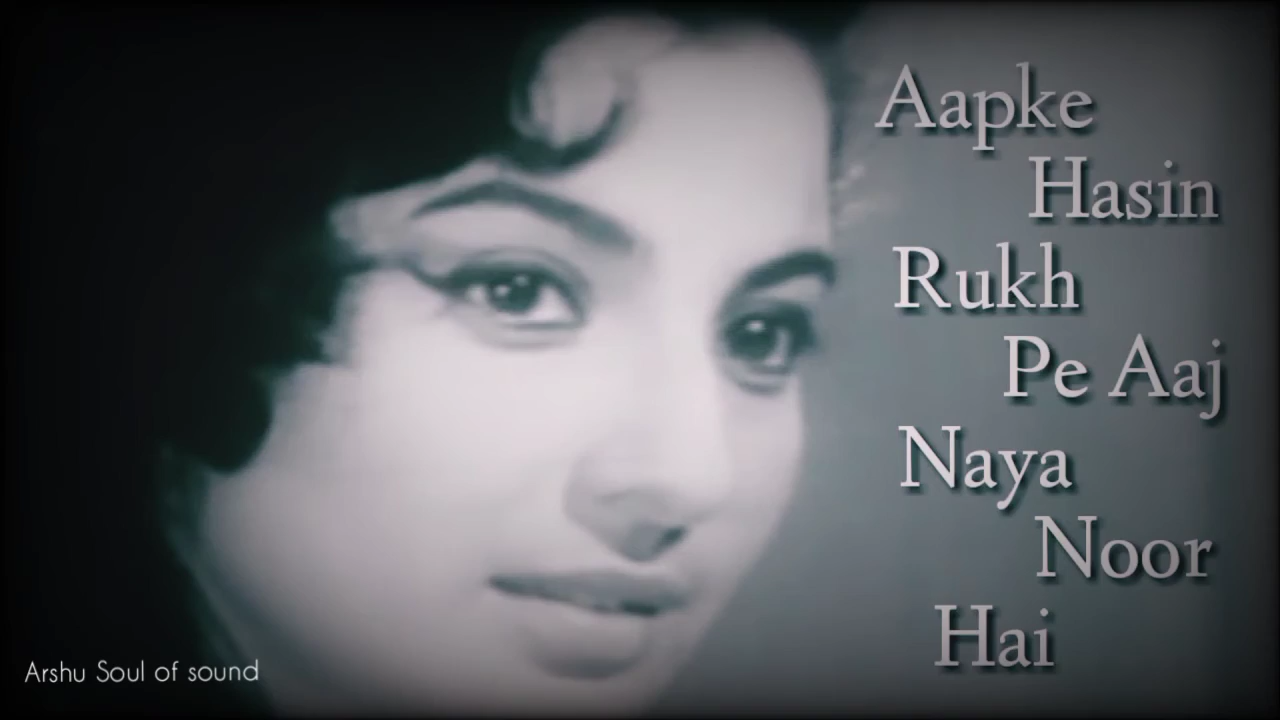 Aapke
Hasin
Rukh
Pe Aaj
Naya
Noor
Hai
Arshu Soul of sound